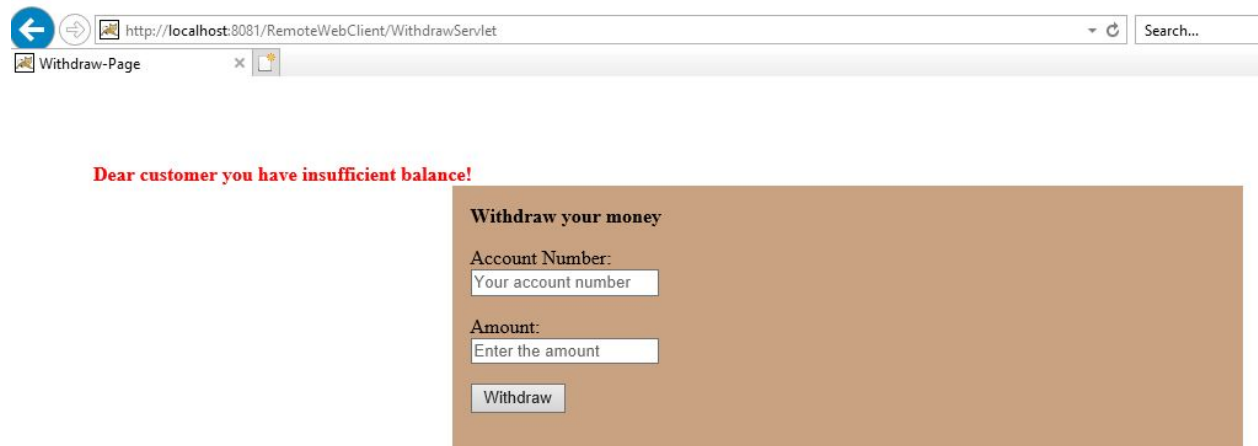 http://localhost:8081/RemoteWebClient/WithdrawServlet
Search...
Withdraw-Page
Dear customer you have insufficient balance!
Withdraw your money
Account Number:
Your account number
Amount:
Enter the amount
Withdraw